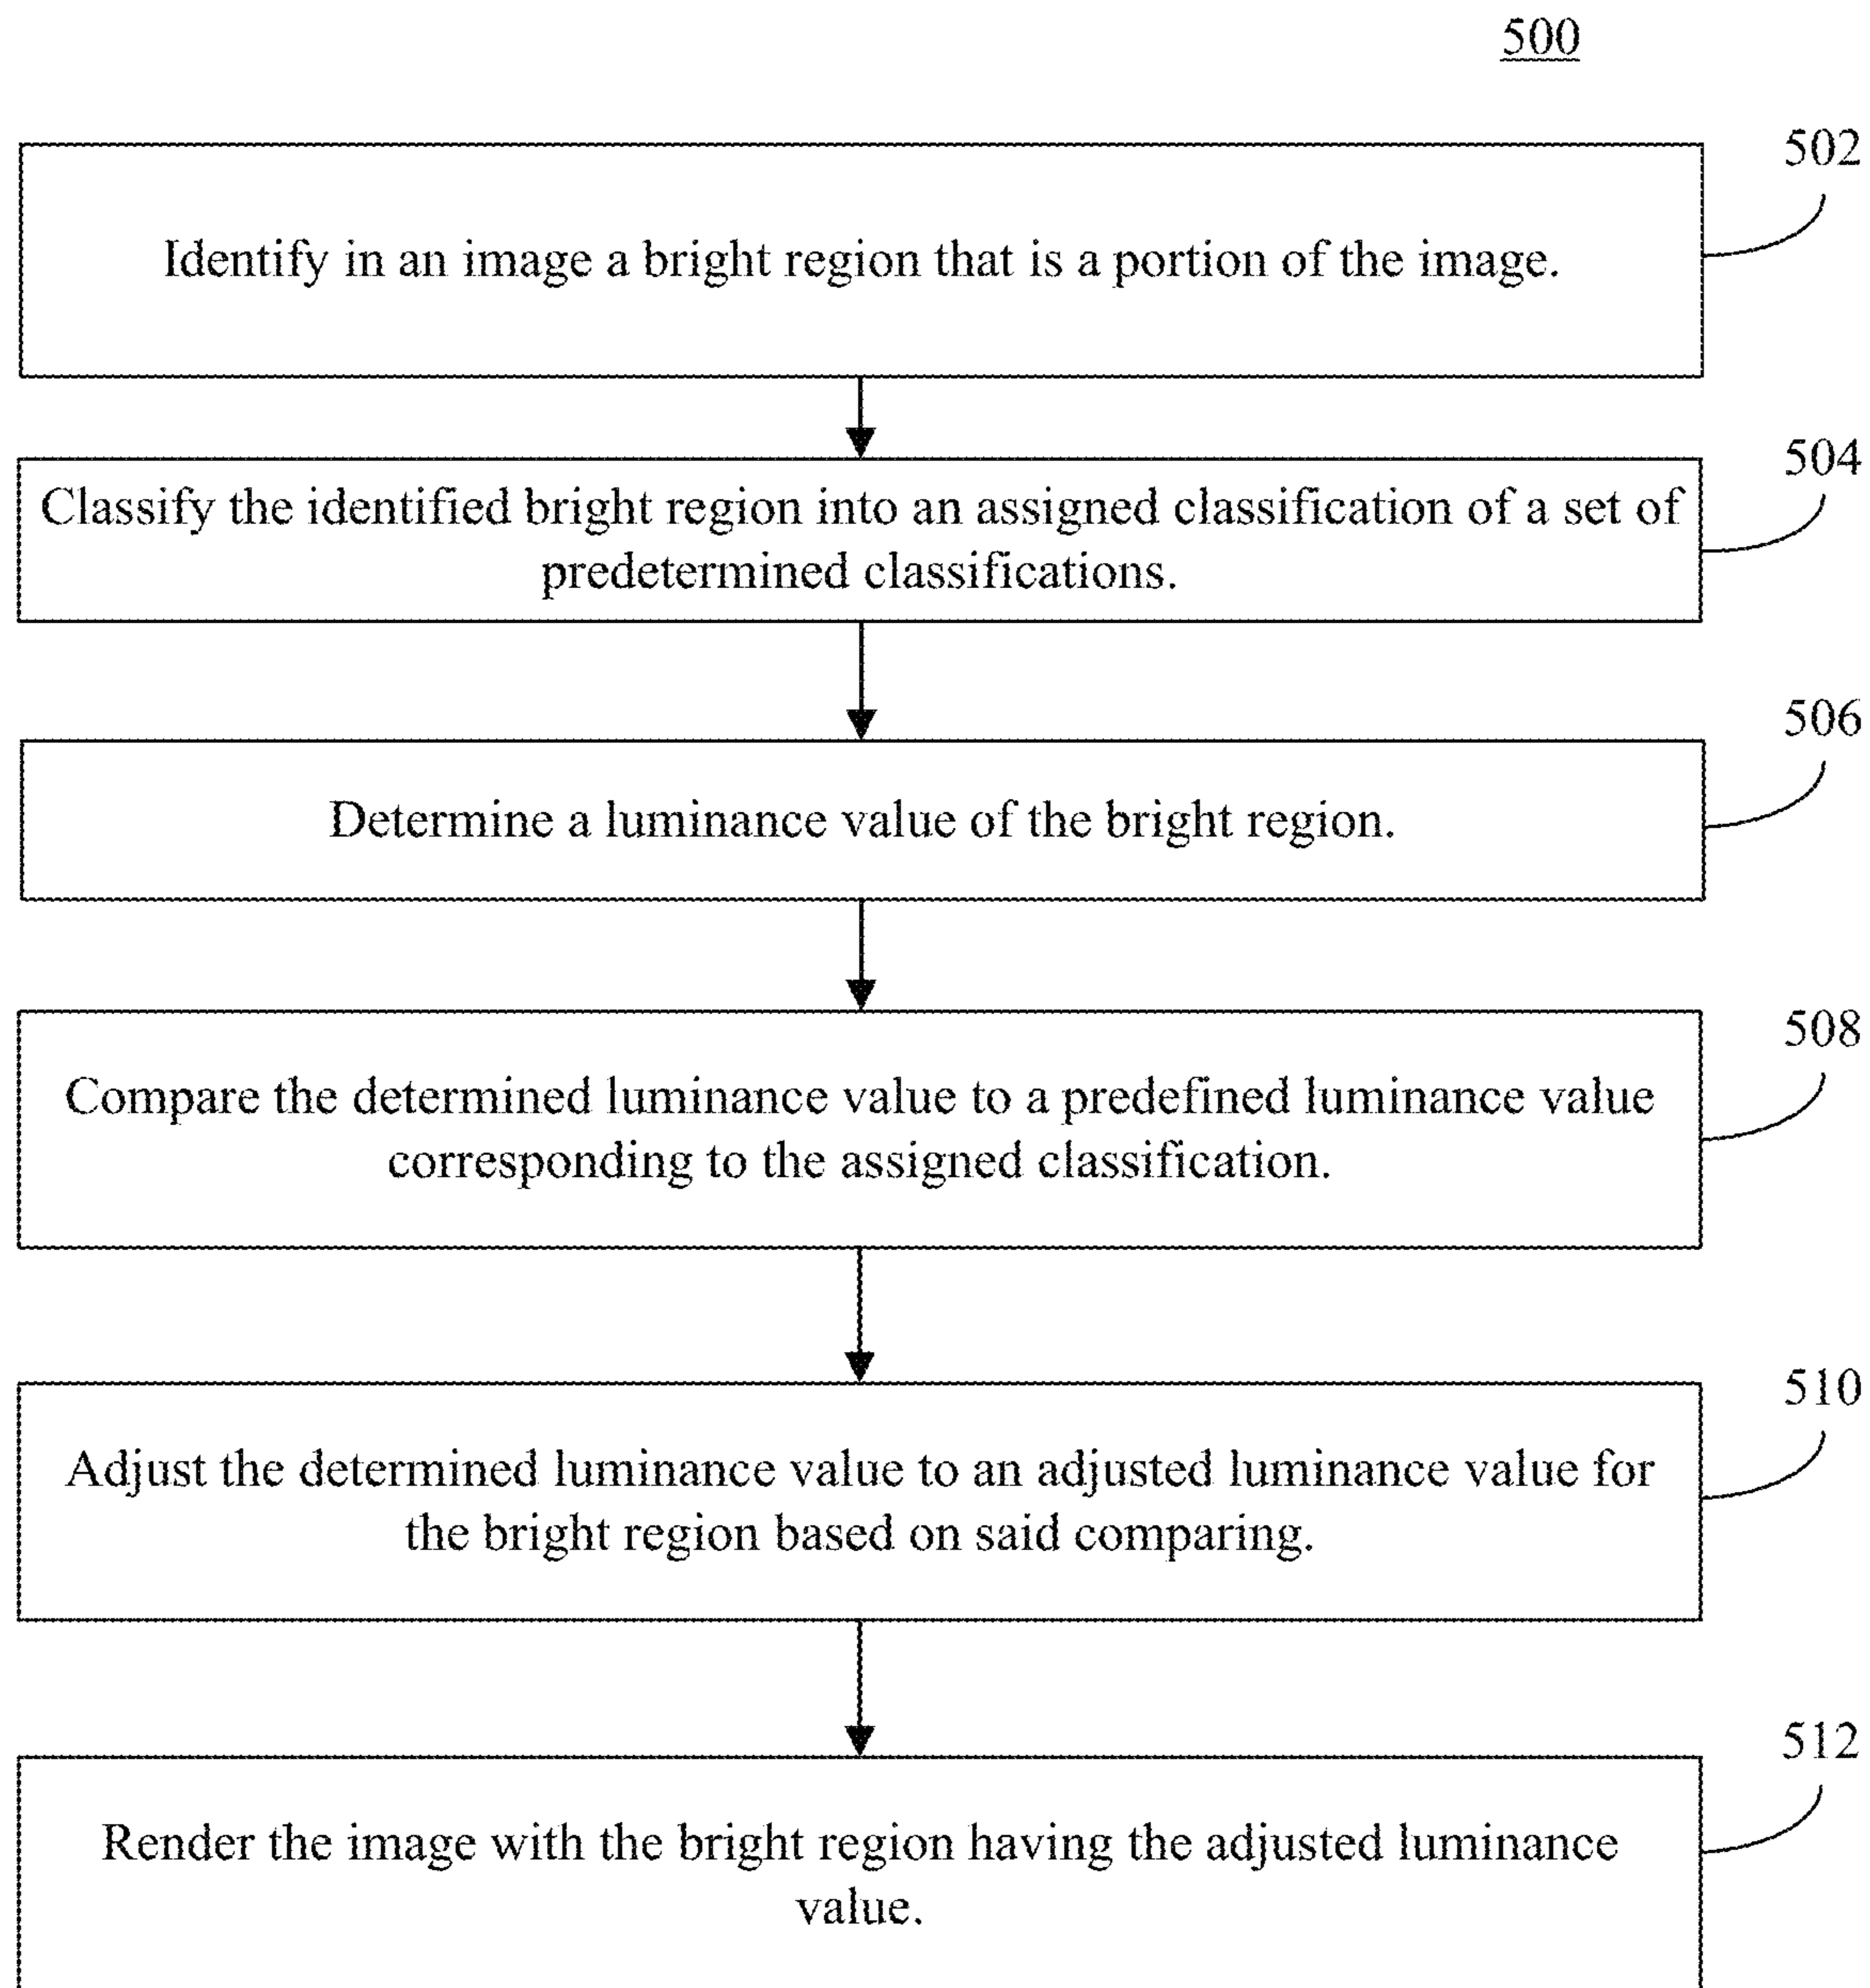 500
502
Identify in an image a bright region that is a portion of the image.
504
Classify the identified bright region into an assigned classification of a set of
predetermined classifications.
506
Determine a luminance value of the bright region.
508
Compare the determined luminance value to a predefined luminance value
corresponding to the assigned classification.
510
Adjust the determined luminance value to an adjusted luminance value for
the bright region based on said comparing.
512
Render the image with the bright region having the adjusted luminance
value.